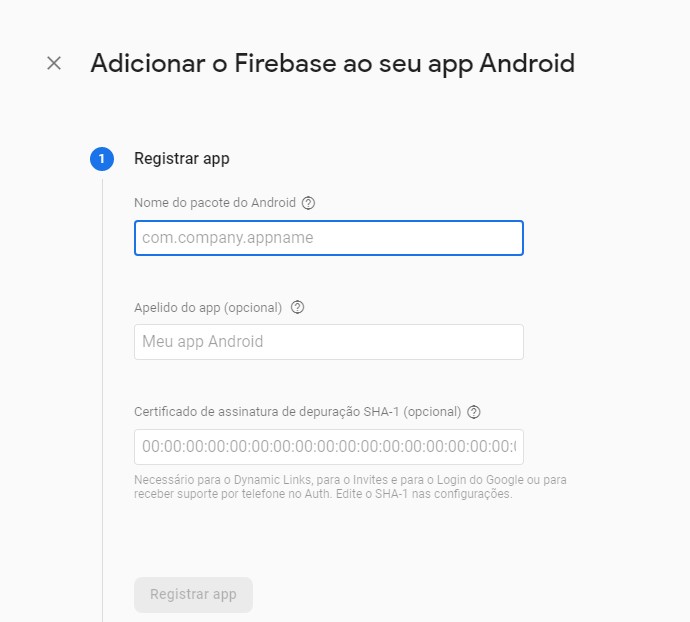 Adicionar o Firebase ao seu app Android
1 Registrar app
Nome do pacote do Android ?
com.company.appname
Apelido do app (opcional) ?
Meu app Android
Certificado de assinatura de depuração SHA-1 (opcional) ?
00:00:00:00:00:00:00:00:00:00:00:00:00:00:00:00:00:
Necessário para o Dynamic Links, para o Invites e para o Login do Google ou para
receber suporte por telefone no Auth. Edite o SHA-1 nas configurações.
Registrar app